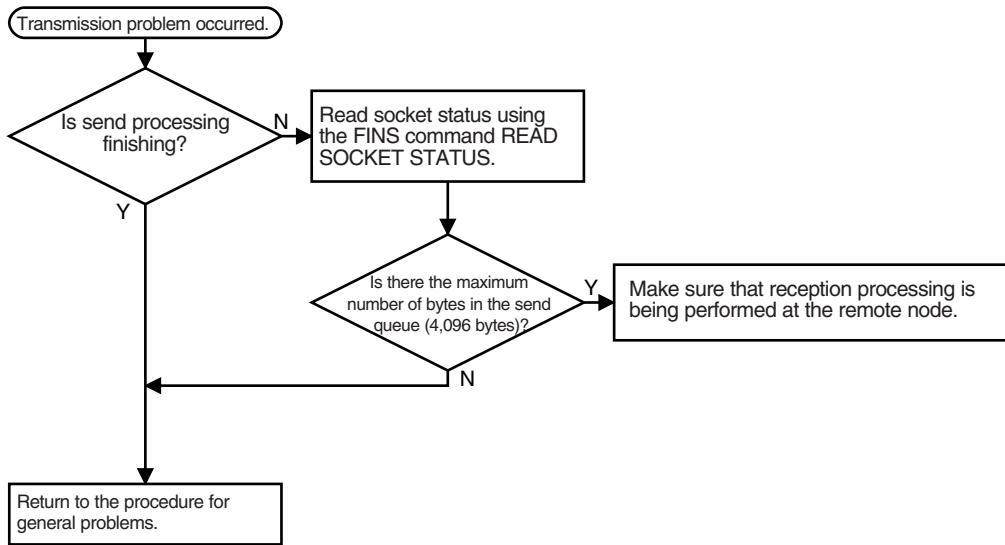 Transmission problem occurred.
Is send processing
finishing?
N
Read socket status using
the FINS command READ
SOCKET STATUS.
Y
Is there the maximum
number of bytes in the send
queue (4,096 bytes)?
Y
Make sure that reception processing is
being performed at the remote node.
N
Return to the procedure for
general problems.